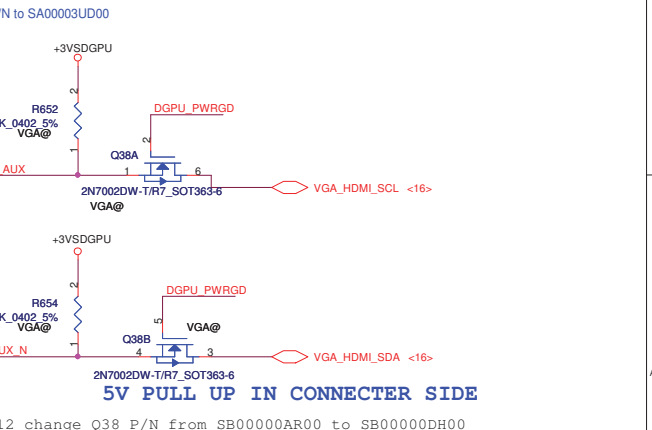 /N to SA00003UD00
+3VSDGPU
2
R652
K_0402_5%
VGA@
1
DGPU_PWRGD
2
Q38A
AUX
1
6
2N7002DW-T/R7_SOT363-6
VGA@
VGA_HDMI_SCL <16>
+3VSDGPU
2
R654
K_0402_5%
VGA@
1
DGPU_PWRGD
5
VGA@
Q38B
UX_N
4
3
2N7002DW-T/R7_SOT363-6
VGA_HDMI_SDA <16>
5V PULL UP IN CONNECTER SIDE
12 change Q38 P/N from SB00000AR00 to SB00000DH00